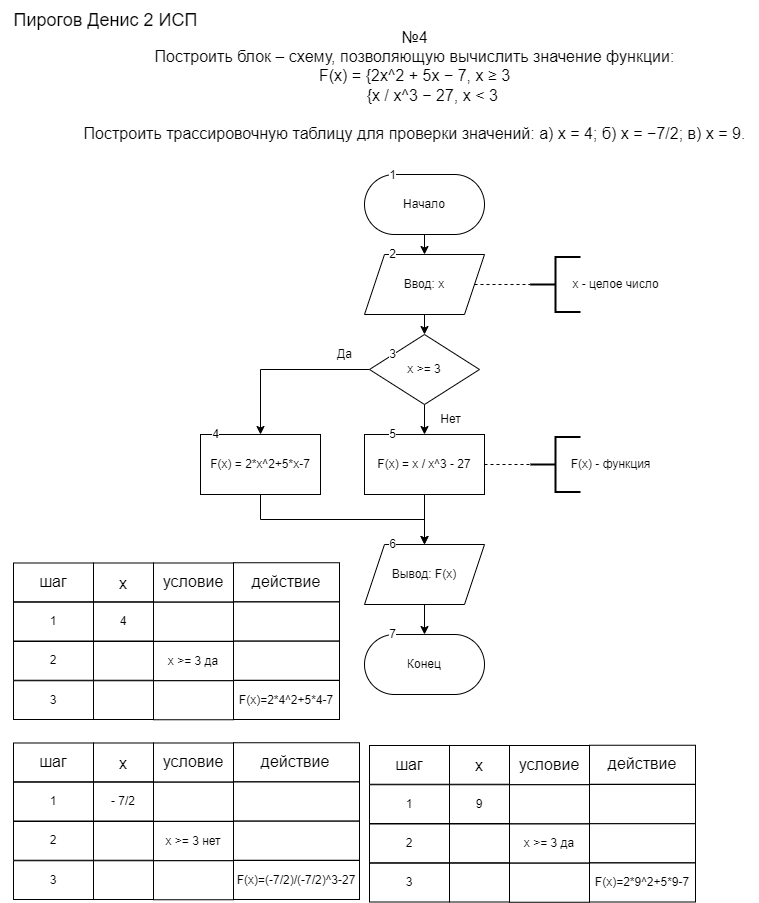 Пирогов Денис 2 ИСП
№4
Построить блок – схему, позволяющую вычислить значение функции:
F(x) = {2x^2 + 5x − 7, x ≥ 3
{x / x^3 − 27, x < 3
Построить трассировочную таблицу для проверки значений: а) x = 4; б) x = −7/2; в) x = 9.
1
Начало
2
Ввод: x
x - целое число
3
x >= 3
Да
Нет
4
F(x) = 2*x^2+5*x-7
5
F(x) = x / x^3 - 27
F(x) - функция
6
Вывод: F(x)
7
Конец
шаг x условие действие
1 4
2 x >= 3 да
3 F(x)=2*4^2+5*4-7
шаг x условие действие
1 - 7/2
2 x >= 3 нет
3 F(x)=(-7/2)/(-7/2)^3-27
шаг x условие действие
1 9
2 x >= 3 да
3 F(x)=2*9^2+5*9-7